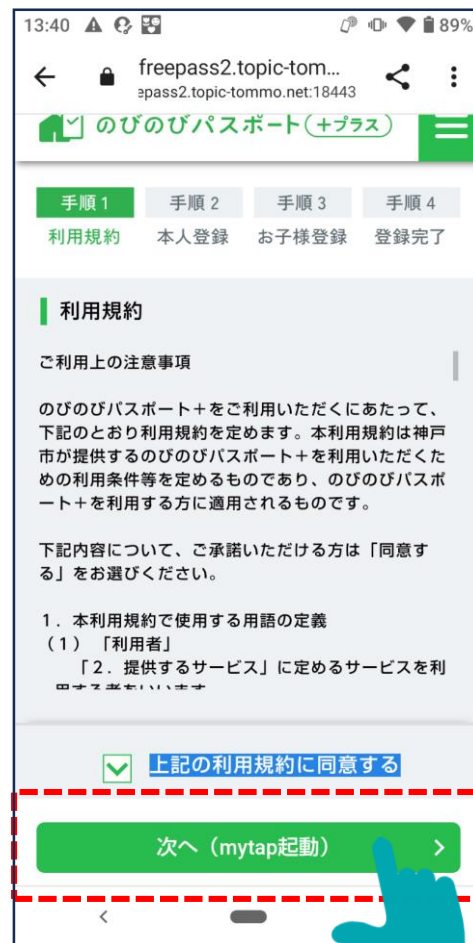 13:40
89%
freepass2.topic-tom...
epass2.topic-tommo.net:18443
のびのびパスポート(+プラス)
手順 1 手順 2 手順 3 手順 4
利用規約 本人登録 お子様登録 登録完了
利用規約
ご利用上の注意事項
のびのびパスポート+をご利用いただくにあたって、
下記のとおり利用規約を定めます。本利用規約は神戸
市が提供するのびのびパスポート+を利用いただくた
めの利用条件等を定めるものであり、のびのびパスポ
ート+を利用する方に適用されるものです。
下記内容について、ご承諾いただける方は「同意す
る」をお選びください。
1.本利用規約で使用する用語の定義
(1) 「利用者」
「2.提供するサービス」に定めるサービスを利
用する者をいいます
上記の利用規約に同意する
次へ(mytap起動)